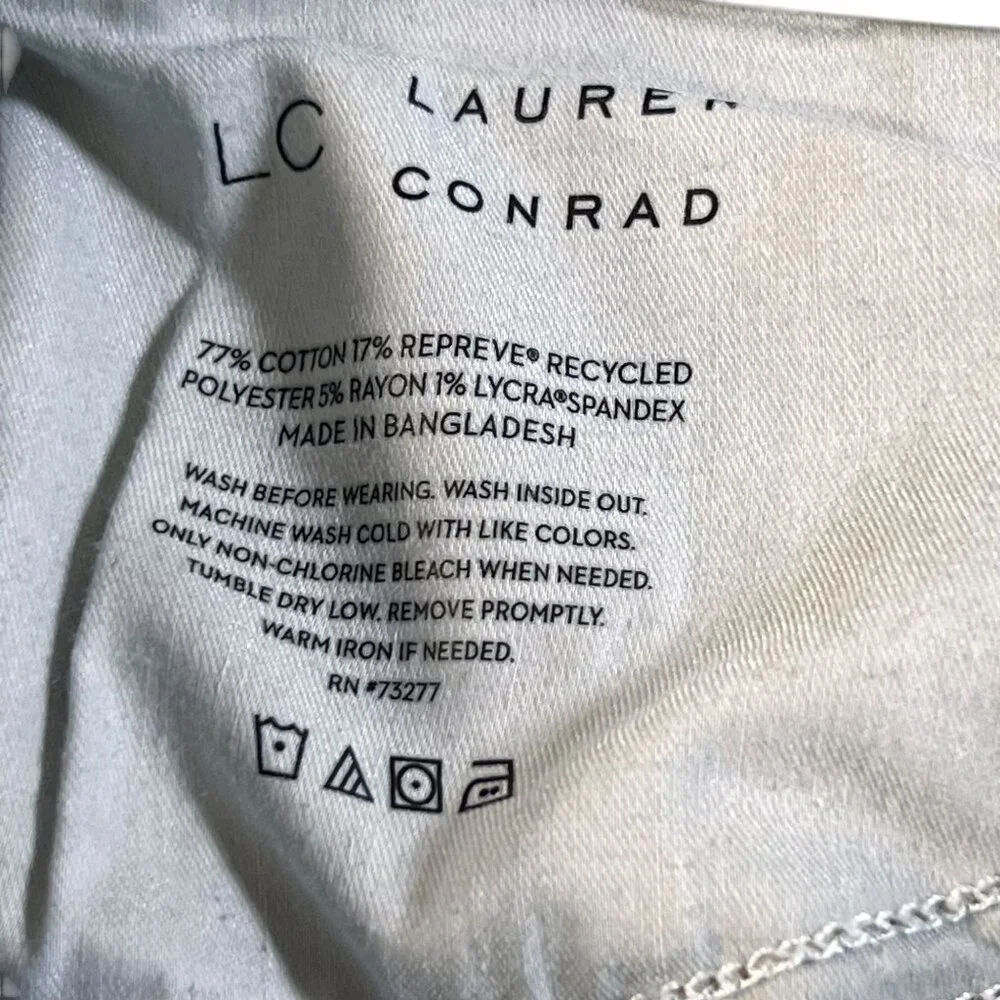 LC LAUREN
CONRAD
77% COTTON 17% REPREVE® RECYCLED
POLYESTER 5% RAYON 1% LYCRA®SPANDEX
MADE IN BANGLADESH
WASH BEFORE WEARING. WASH INSIDE OUT.
MACHINE WASH COLD WITH LIKE COLORS.
ONLY NON-CHLORINE BLEACH WHEN NEEDED.
TUMBLE DRY LOW. REMOVE PROMPTLY.
WARM IRON IF NEEDED.
RN #73277